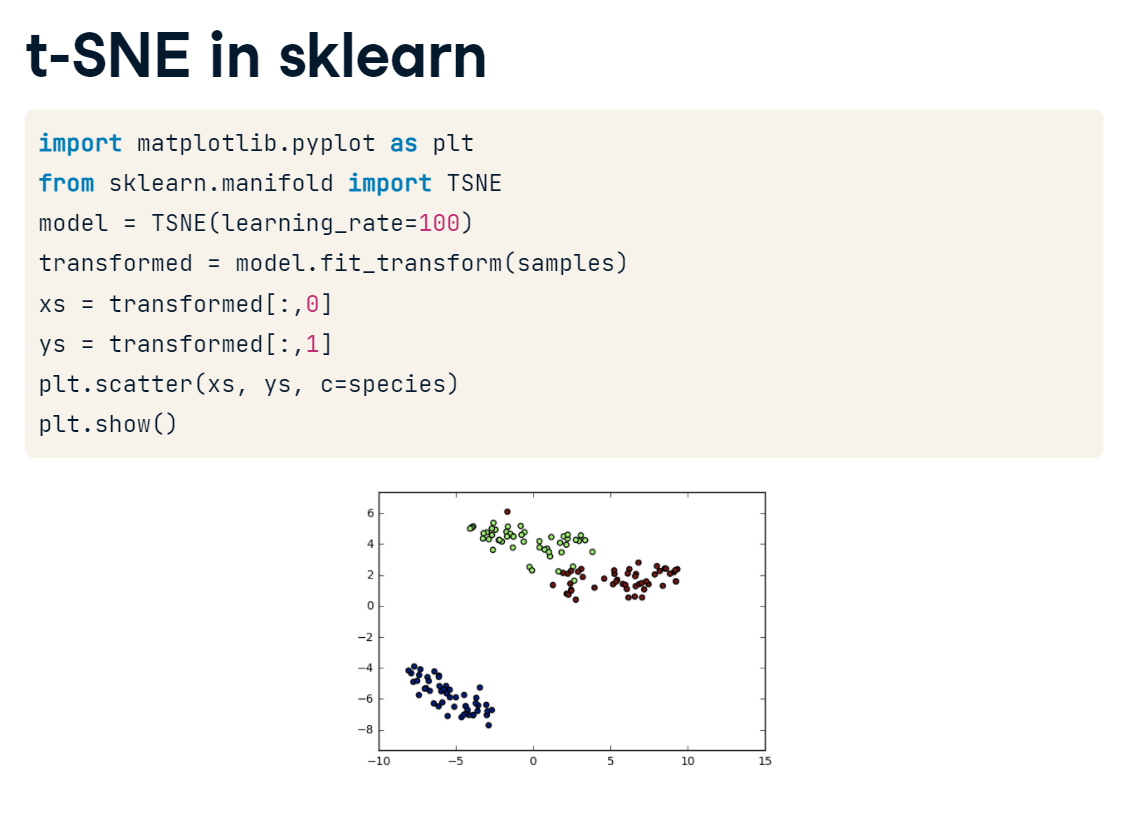 t-SNE in sklearn
import matplotlib.pyplot as plt
from sklearn.manifold import TSNE
model = TSNE(learning_rate=100)
transformed = model.fit_transform(samples)
xs = transformed[:,0]
ys = transformed[:,1]
plt.scatter(xs, ys, c=species)
plt.show()
6
4
2
0
−2
−4
−6
−8
−10 −5 0 5 10 15